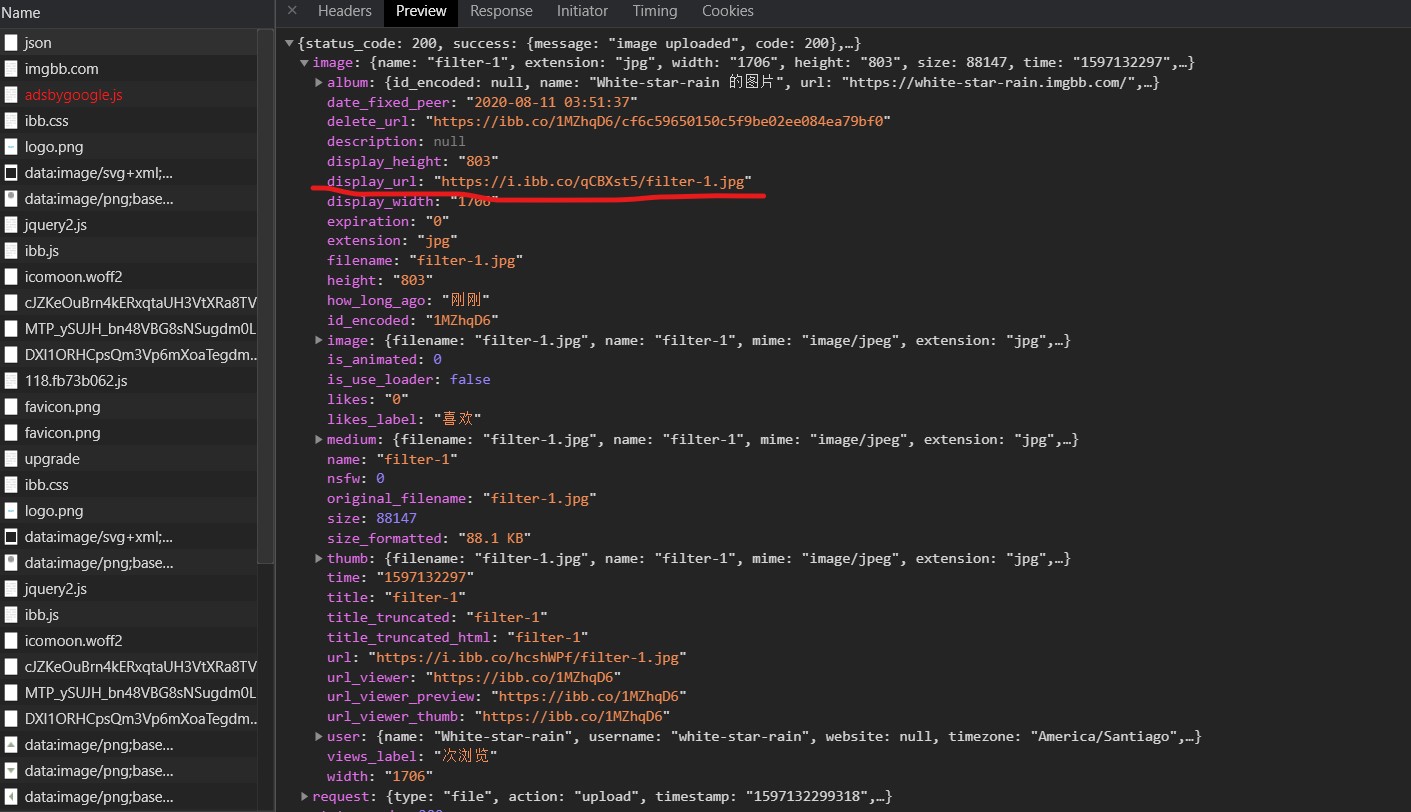 Name
json
imgbb.com
adsbygoogle.js
ibb.css
logo.png
data:image/svg+xml;...
data:image/png;base...
jquery2.js
ibb.js
icomoon.woff2
cJZKeOuBrn4kERxqtaUH3VtXRa8TV
MTP_ySUJH_bn48VBG8sNSugdm0L
DXI1ORHCpsQm3Vp6mXoaTegdm...
118.fb73b062.js
favicon.png
favicon.png
upgrade
ibb.css
logo.png
data:image/svg+xml;...
data:image/png;base...
jquery2.js
ibb.js
icomoon.woff2
cJZKeOuBrn4kERxqtaUH3VtXRa8TV
MTP_ySUJH_bn48VBG8sNSugdm0L
DXI1ORHCpsQm3Vp6mXoaTegdm...
data:image/png;base...
data:image/png;base...
data:image/png;base...
× Headers Preview Response Initiator Timing Cookies
▼{status_code: 200, success: {message: "image uploaded", code: 200},…}
▼image: {name: "filter-1", extension: "jpg", width: "1706", height: "803", size: 88147, time: "1597132297",…}
▶album: {id_encoded: null, name: "White-star-rain 的图片", url: "https://white-star-rain.imgbb.com/",…}
date_fixed_peer: "2020-08-11 03:51:37"
delete_url: "https://ibb.co/1MZhqD6/cf6c59650150c5f9be02ee084ea79bf0"
description: null
display_height: "803"
display_url: "https://i.ibb.co/qCBXst5/filter-1.jpg"
display_width: "1706"
expiration: "0"
extension: "jpg"
filename: "filter-1.jpg"
height: "803"
how_long_ago: "刚刚"
id_encoded: "1MZhqD6"
▶image: {filename: "filter-1.jpg", name: "filter-1", mime: "image/jpeg", extension: "jpg",…}
is_animated: 0
is_use_loader: false
likes: "0"
likes_label: "喜欢"
▶medium: {filename: "filter-1.jpg", name: "filter-1", mime: "image/jpeg", extension: "jpg",…}
name: "filter-1"
nsfw: 0
original_filename: "filter-1.jpg"
size: 88147
size_formatted: "88.1 KB"
▶thumb: {filename: "filter-1.jpg", name: "filter-1", mime: "image/jpeg", extension: "jpg",…}
time: "1597132297"
title: "filter-1"
title_truncated: "filter-1"
title_truncated_html: "filter-1"
url: "https://i.ibb.co/hcshWPf/filter-1.jpg"
url_viewer: "https://ibb.co/1MZhqD6"
url_viewer_preview: "https://ibb.co/1MZhqD6"
url_viewer_thumb: "https://ibb.co/1MZhqD6"
▶user: {name: "White-star-rain", username: "white-star-rain", website: null, timezone: "America/Santiago",…}
views_label: "次浏览"
width: "1706"
▶request: {type: "file", action: "upload", timestamp: "1597132299318",…}